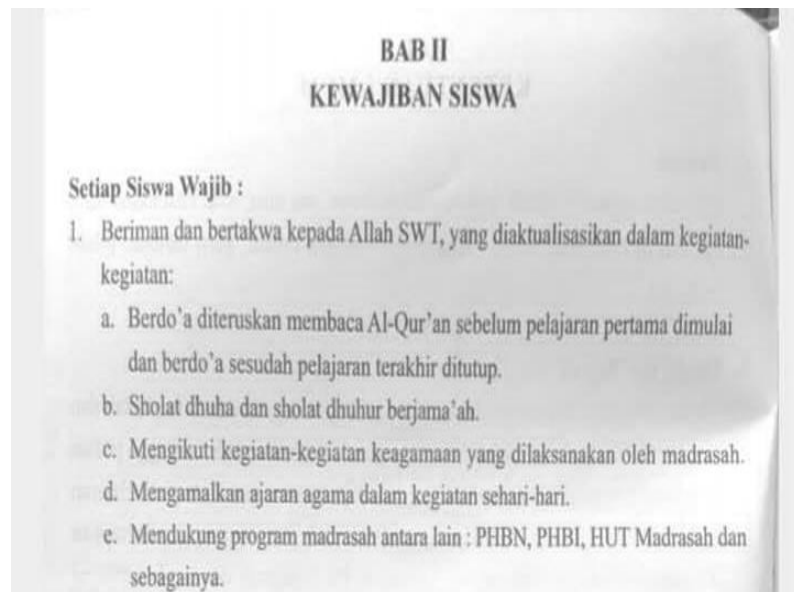 BAB II
KEWAJIBAN SISWA
Setiap Siswa Wajib :
1. Beriman dan bertakwa kepada Allah SWT, yang diaktualisasikan dalam kegiatan-
kegiatan:
a. Berdo'a diteruskan membaca Al-Qur'an sebelum pelajaran pertama dimulai
dan berdo'a sesudah pelajaran terakhir ditutup.
b. Sholat dhuha dan sholat dhuhur berjama'ah.
c. Mengikuti kegiatan-kegiatan keagamaan yang dilaksanakan oleh madrasah.
d. Mengamalkan ajaran agama dalam kegiatan sehari-hari.
e. Mendukung program madrasah antara lain : PHBN, PHBI, HUT Madrasah dan
sebagainya.